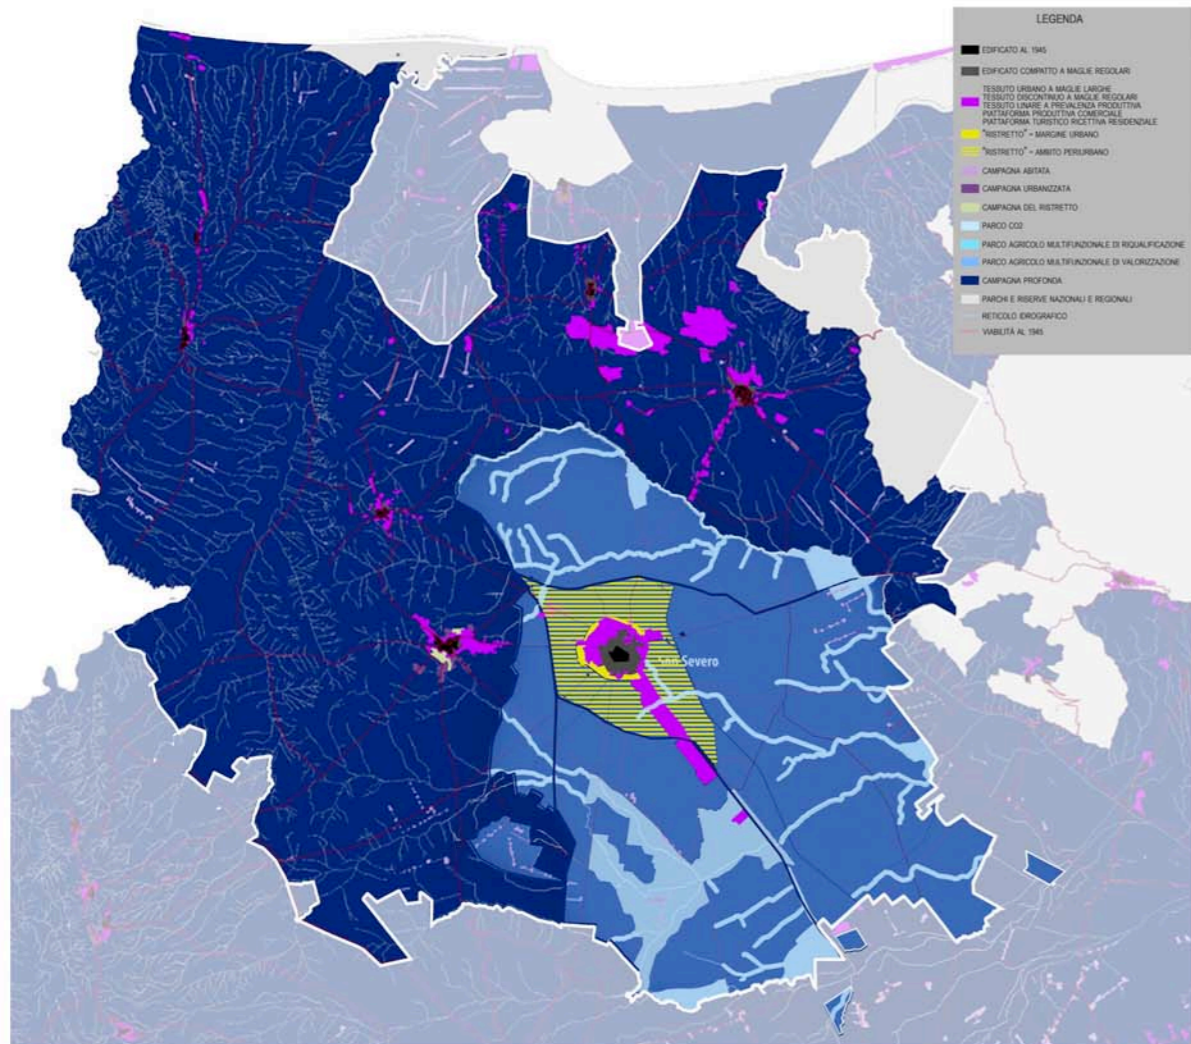 LEGENDA
EDIFICATO AL 1945
EDIFICATO COMPATTO A MAGLIE REGOLARI
TESSUTO URBANO A MAGLIE LARGHE
TESSUTO DISCONTINUO A MAGLIE REGOLARI
TESSUTO LINARE A PREVALENZA PRODUTTIVA
PIATTAFORMA PRODUTTIVA COMERCIALE
PIATTAFORMA TURISTICO RICETTIVA RESIDENZIALE
"RISTRETTO" - MARGINE URBANO
"RISTRETTO" - AMBITO PERIURBANO
CAMPAGNA ABITATA
CAMPAGNA URBANIZZATA
CAMPAGNA DEL RISTRETTO
PARCO CO2
PARCO AGRICOLO MULTIFUNZIONALE DI RIQUALIFICAZIONE
PARCO AGRICOLO MULTIFUNZIONALE DI VALORIZZAZIONE
CAMPAGNA PROFONDA
PARCHI E RISERVE NAZIONALI E REGIONALI
RETICOLO IDROGRAFICO
VIABILITÀ AL 1945
San Severo